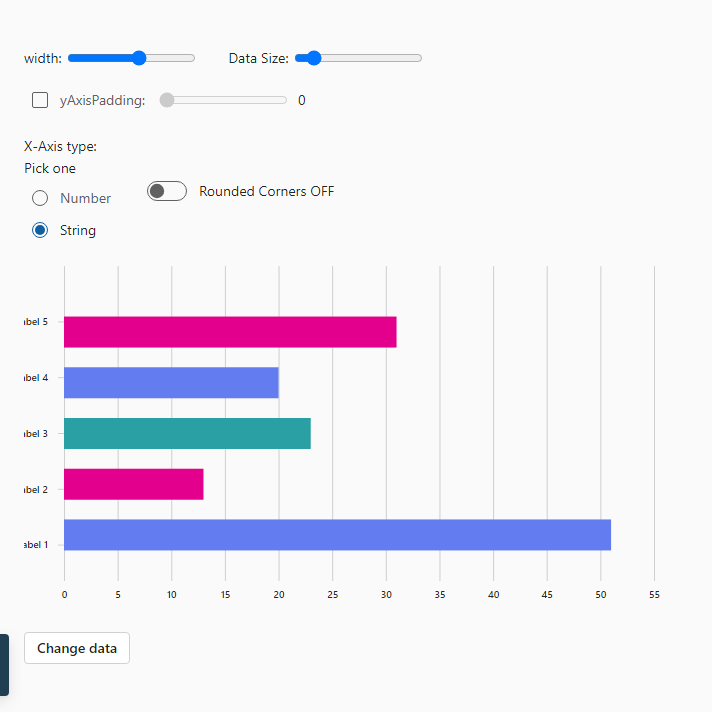 width: Data Size:
yAxisPadding: 0
X-Axis type:
Pick one
Number Rounded Corners OFF
String
abel 5
abel 4
abel 3
abel 2
abel 1
0 5 10 15 20 25 30 35 40 45 50 55
Change data